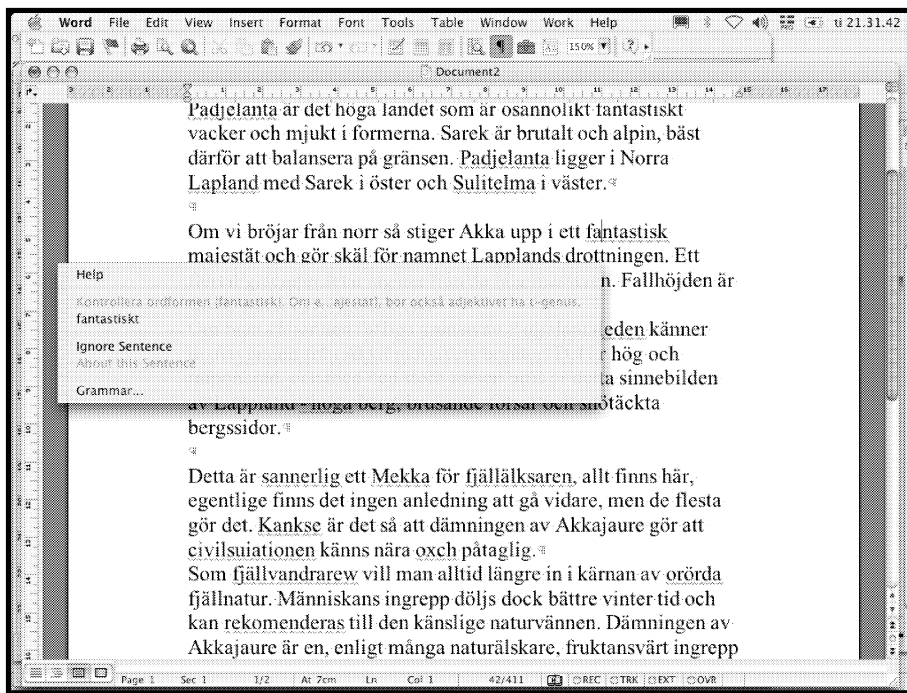 Word File Edit View Insert Format Font Tools Table Window Work Help ti 21.31.42
150%
Document2
Padjelanta är det höga landet som är osannolikt fantastiskt
vacker och mjukt i formerna. Sarek är brutalt och alpin, bäst
därför att balansera på gränsen. Padjelanta ligger i Norra
Lapland med Sarek i öster och Sulitelma i väster.
Om vi bröjar från norr så stiger Akka upp i ett fantastisk
majestät och gör skäl för namnet Lapplands drottningen. Ett
n. Fallhöjden är
Help
Kontrollera ordformen (fantastisk). Om e...ajestät), bör också adjektivet ha t-genus.
fantastiskt
eden känner
Ignore Sentence
r hög och
About this Sentence
ta sinnebilden
Grammar...
av Lappland - höga berg, brusande forsar och snötäckta
bergssidor.
Detta är sannerlig ett Mekka för fjällälksaren, allt finns här,
egentlige finns det ingen anledning att gå vidare, men de flesta
gör det. Kankse är det så att dämningen av Akkajaure gör att
civilsuiationen känns nära oxch påtaglig.
Som fjällvandrarew vill man alltid längre in i kärnan av orörda
fjällnatur. Människans ingrepp döljs dock bättre vinter tid och
kan rekomenderas till den känslige naturvännen. Dämningen av
Akkajaure är en, enligt många naturälskare, fruktansvärt ingrepp
Page 1 Sec 1 1/2 At 7cm Ln Col 1 42/411 REC TRK EXT OVR